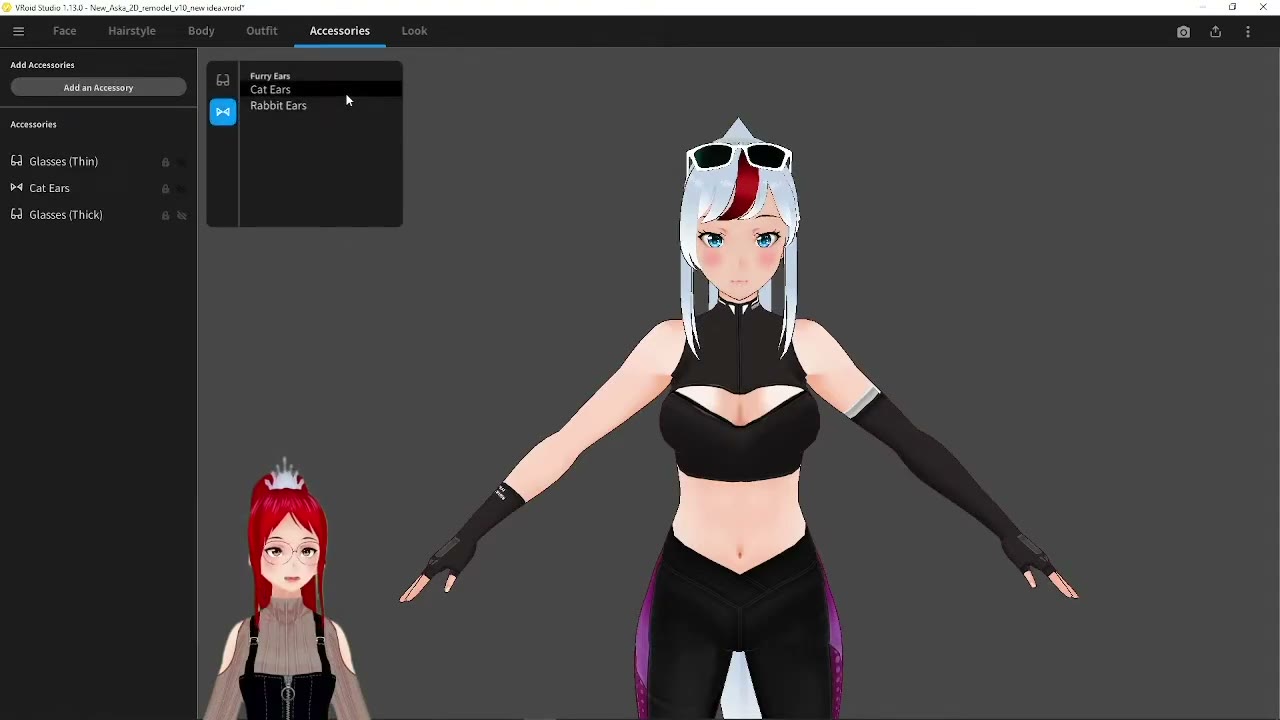 VRoid Studio 1.13.0 - New_Aska_2D_remodel_v10_new idea.vroid*
Face Hairstyle Body Outfit Accessories Look
Add Accessories
Add an Accessory
Accessories
Glasses (Thin)
Cat Ears
Glasses (Thick)
Furry Ears
Cat Ears
Rabbit Ears